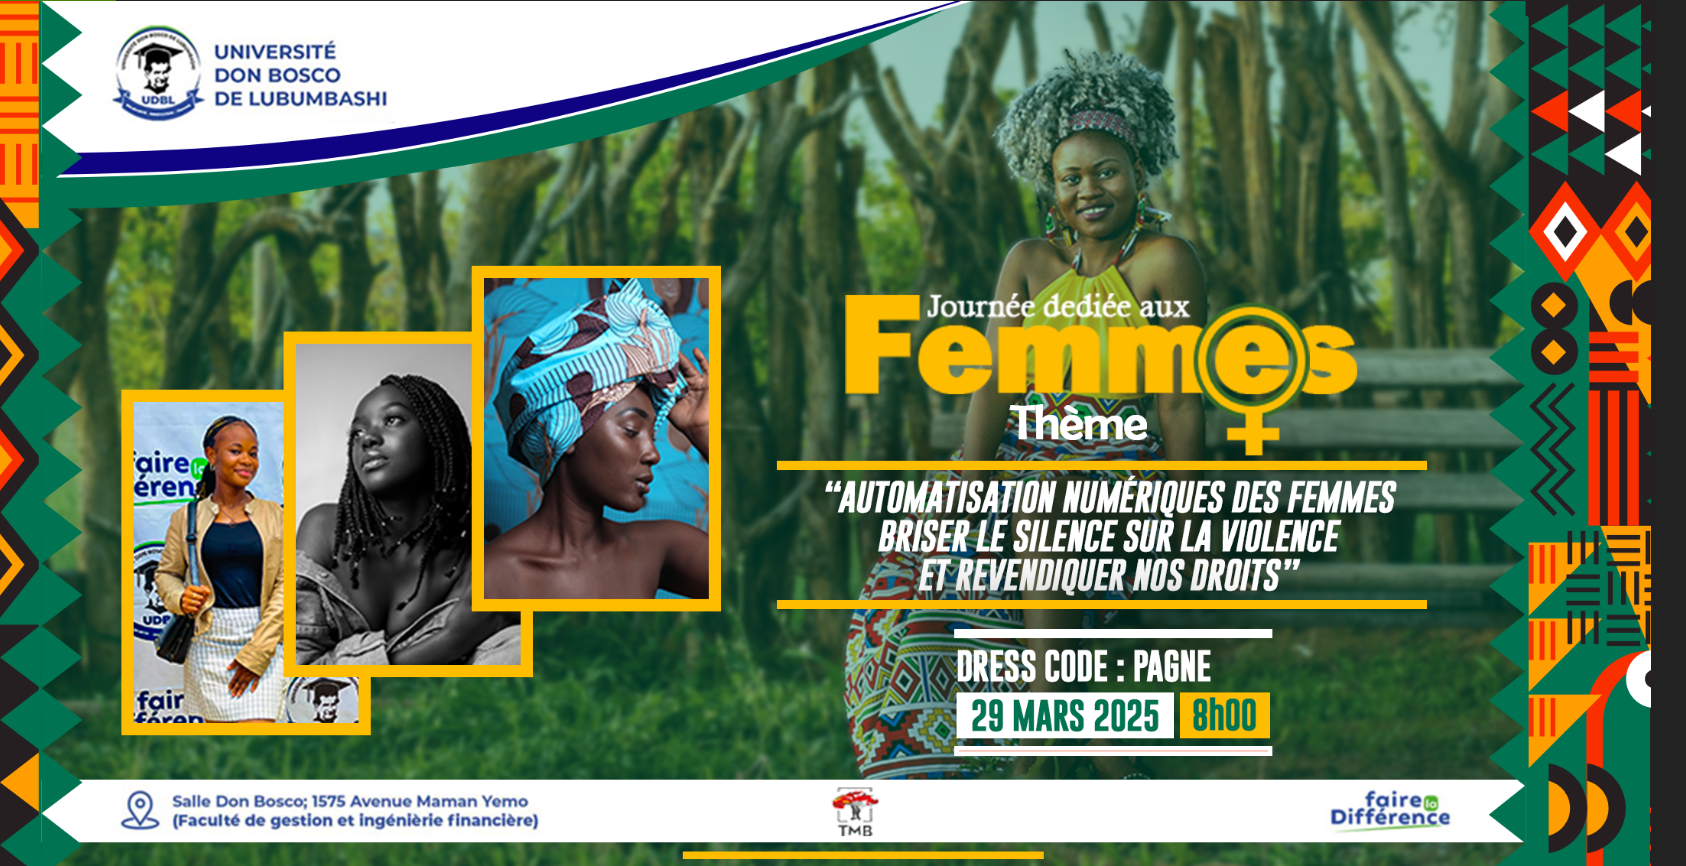 UNIVERSITÉ
DON BOSCO
DE LUBUMBASHI
UDBL
Journée dediée aux
Femmes
Thème
“AUTOMATISATION NUMÉRIQUES DES FEMMES
BRISER LE SILENCE SUR LA VIOLENCE
ET REVENDIQUER NOS DROITS”
DRESS CODE : PAGNE
29 MARS 2025 8h00
Salle Don Bosco; 1575 Avenue Maman Yemo
(Faculté de gestion et ingénièrie financière)
TMB
faire la
Différence